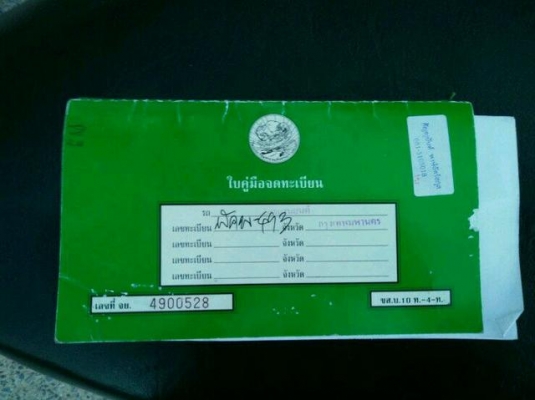 ใบคู่มือจดทะเบียน
รถ
เลขทะเบียน -493 จังหวัด กรุงเทพมหานคร
เลขทะเบียน จังหวัด
เลขทะเบียน จังหวัด
เลขทะเบียน จังหวัด
เลขที่ จย. 4900528
ขส.บ.10 ท.-4-ท.